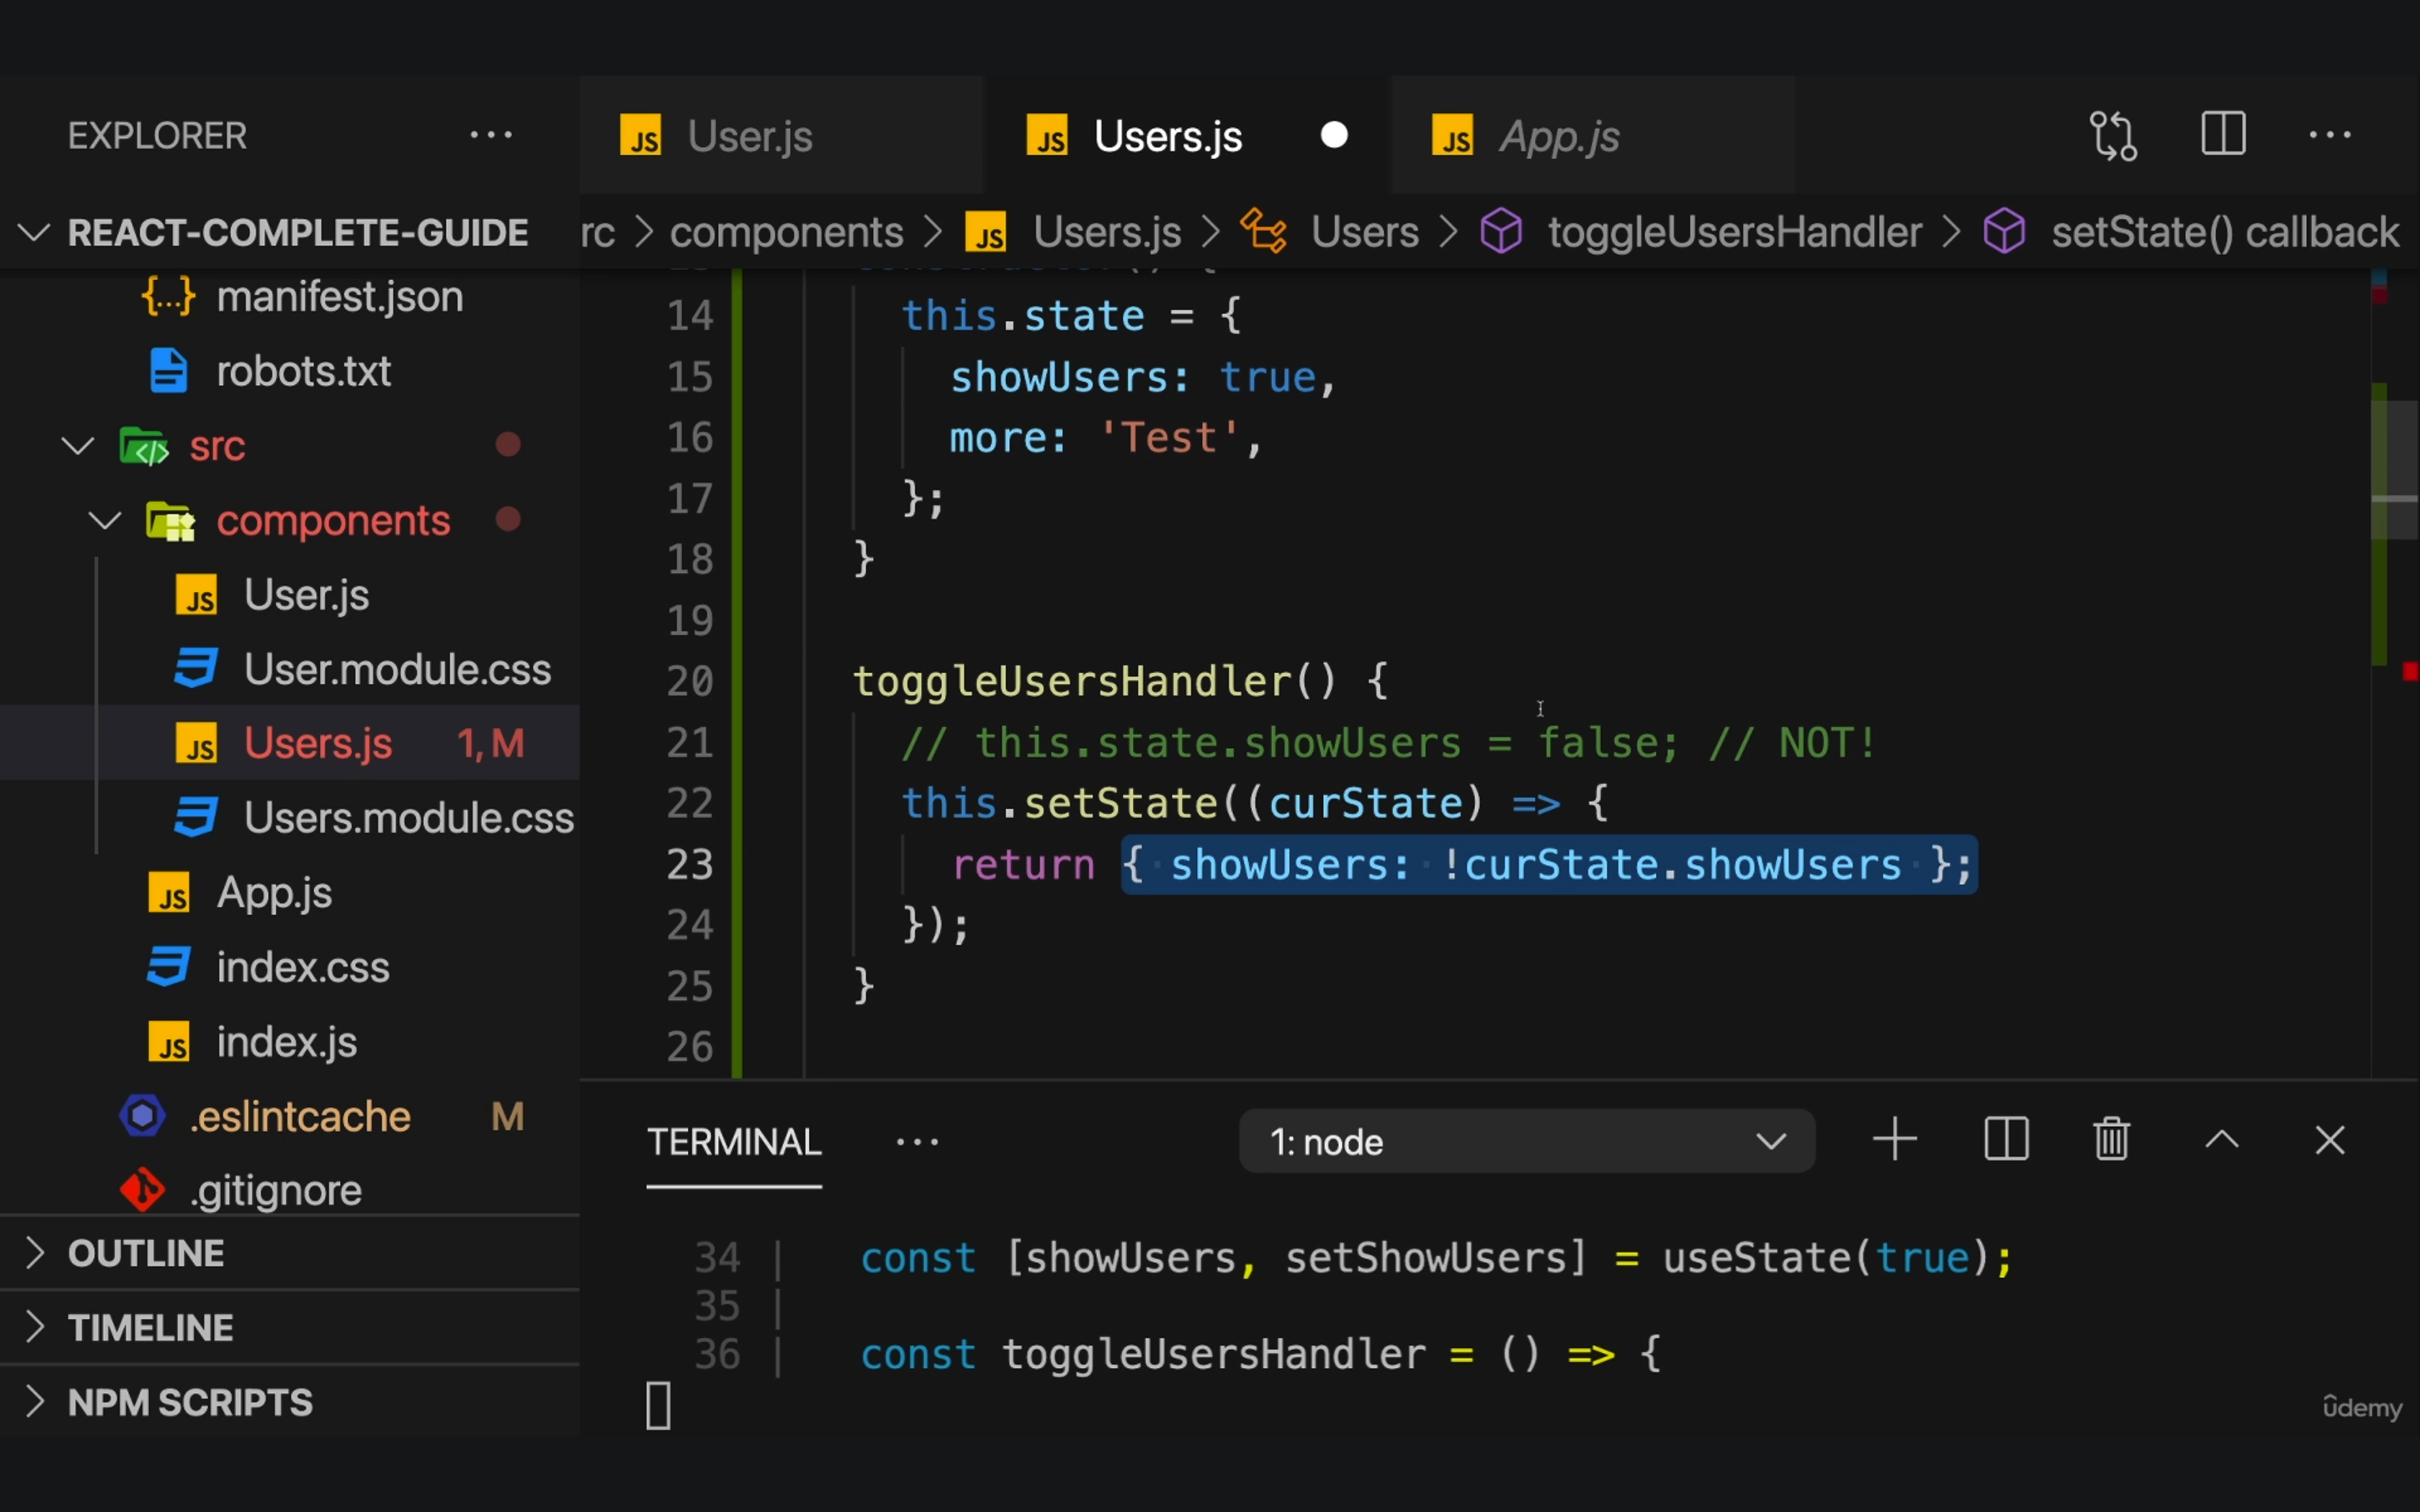 EXPLORER
User.js
Users.js
App.js
REACT-COMPLETE-GUIDE
rc > components > JS Users.js > Users > toggleUsersHandler > setState() callback
{...} manifest.json
robots.txt
src
components
JS User.js
User.module.css
JS Users.js 1, M
Users.module.css
JS App.js
index.css
JS index.js
.eslintcache M
.gitignore
OUTLINE
TIMELINE
NPM SCRIPTS
14 this.state = {
15 showUsers: true,
16 more: 'Test',
17 };
18 }
19
20 toggleUsersHandler() {
21 // this.state.showUsers = false; // NOT!
22 this.setState((curState) => {
23 return { showUsers: !curState.showUsers };
24 });
25 }
26
TERMINAL
1: node
34 | const [showUsers, setShowUsers] = useState(true);
35 |
36 | const toggleUsersHandler = () => {
ûdemy